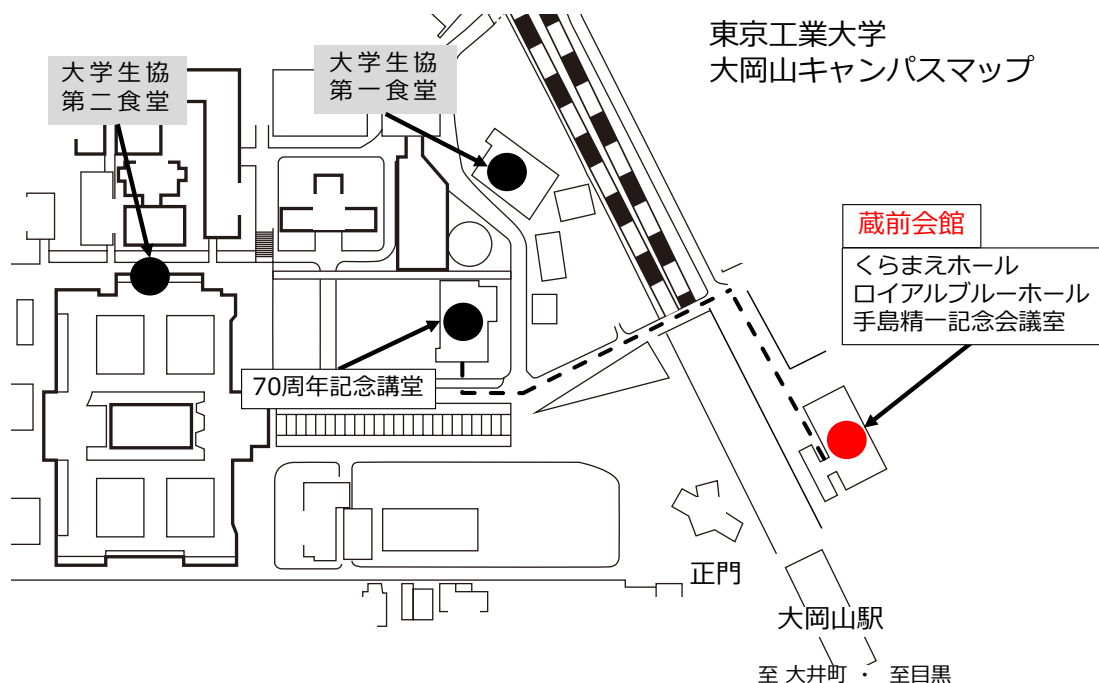 東京工業大学
大岡山キャンパスマップ
大学生協
第二食堂
大学生協
第一食堂
蔵前会館
くらまえホール
ロイアルブルーホール
手島精一記念会議室
70周年記念講堂
正門
大岡山駅
至 大井町 ・ 至目黒